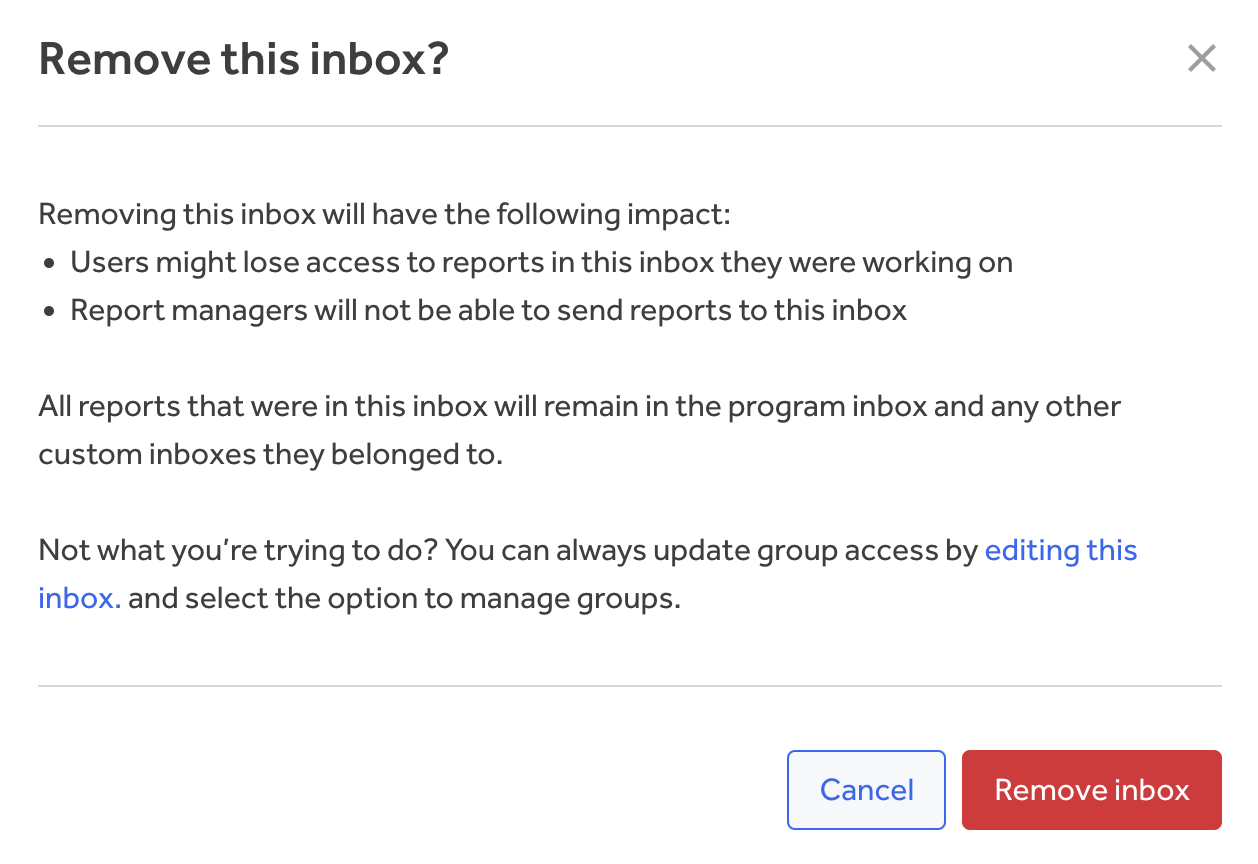 Remove this inbox?
Removing this inbox will have the following impact:
• Users might lose access to reports in this inbox they were working on
• Report managers will not be able to send reports to this inbox
All reports that were in this inbox will remain in the program inbox and any other
custom inboxes they belonged to.
Not what you’re trying to do? You can always update group access by editing this
inbox. and select the option to manage groups.
Cancel
Remove inbox